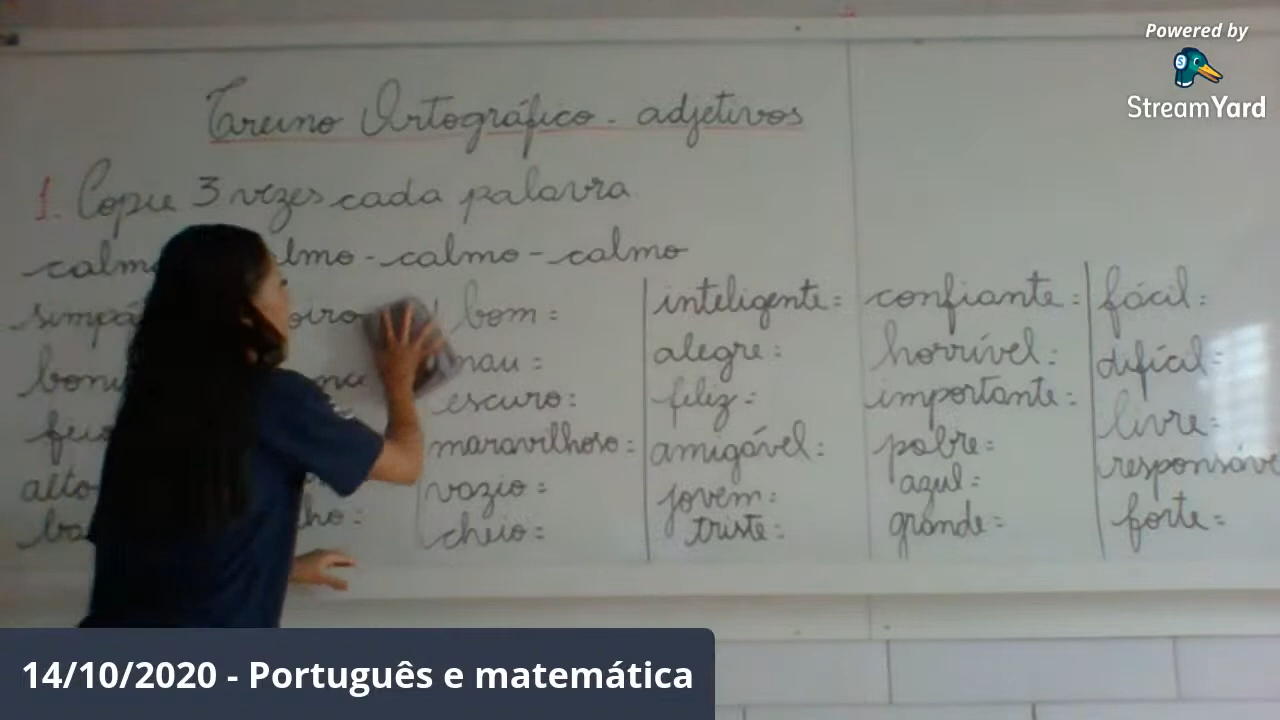 Powered by
StreamYard
Treino Ortográfico - adjetivos
1. Copie 3 vezes cada palavra
calmo - calmo - calmo
bom:
mau:
escuro:
maravilhoso:
vazio:
cheio:
inteligente:
alegre:
feliz:
amigável:
jovem:
triste:
confiante:
horrível:
importante:
pobre:
azul:
grande:
fácil:
difícil:
livre:
responsáve
forte:
alto
14/10/2020 - Português e matemática